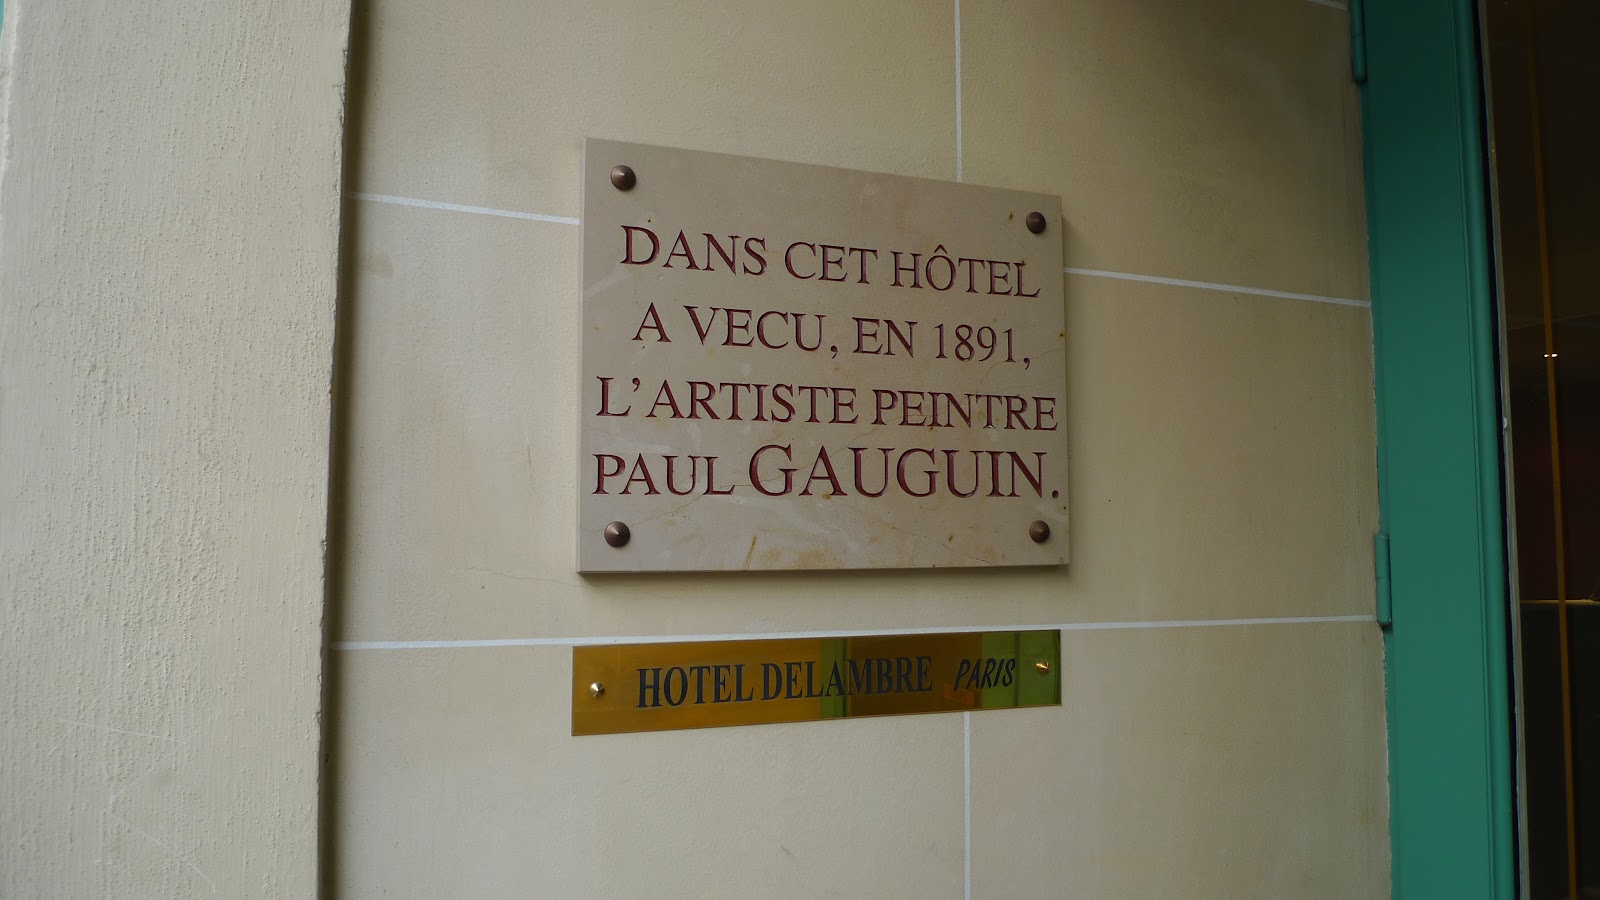 DANS CET HÔTEL
A VECU, EN 1891,
L'ARTISTE PEINTRE
PAUL GAUGUIN.
HOTEL DELAMBRE PARIS